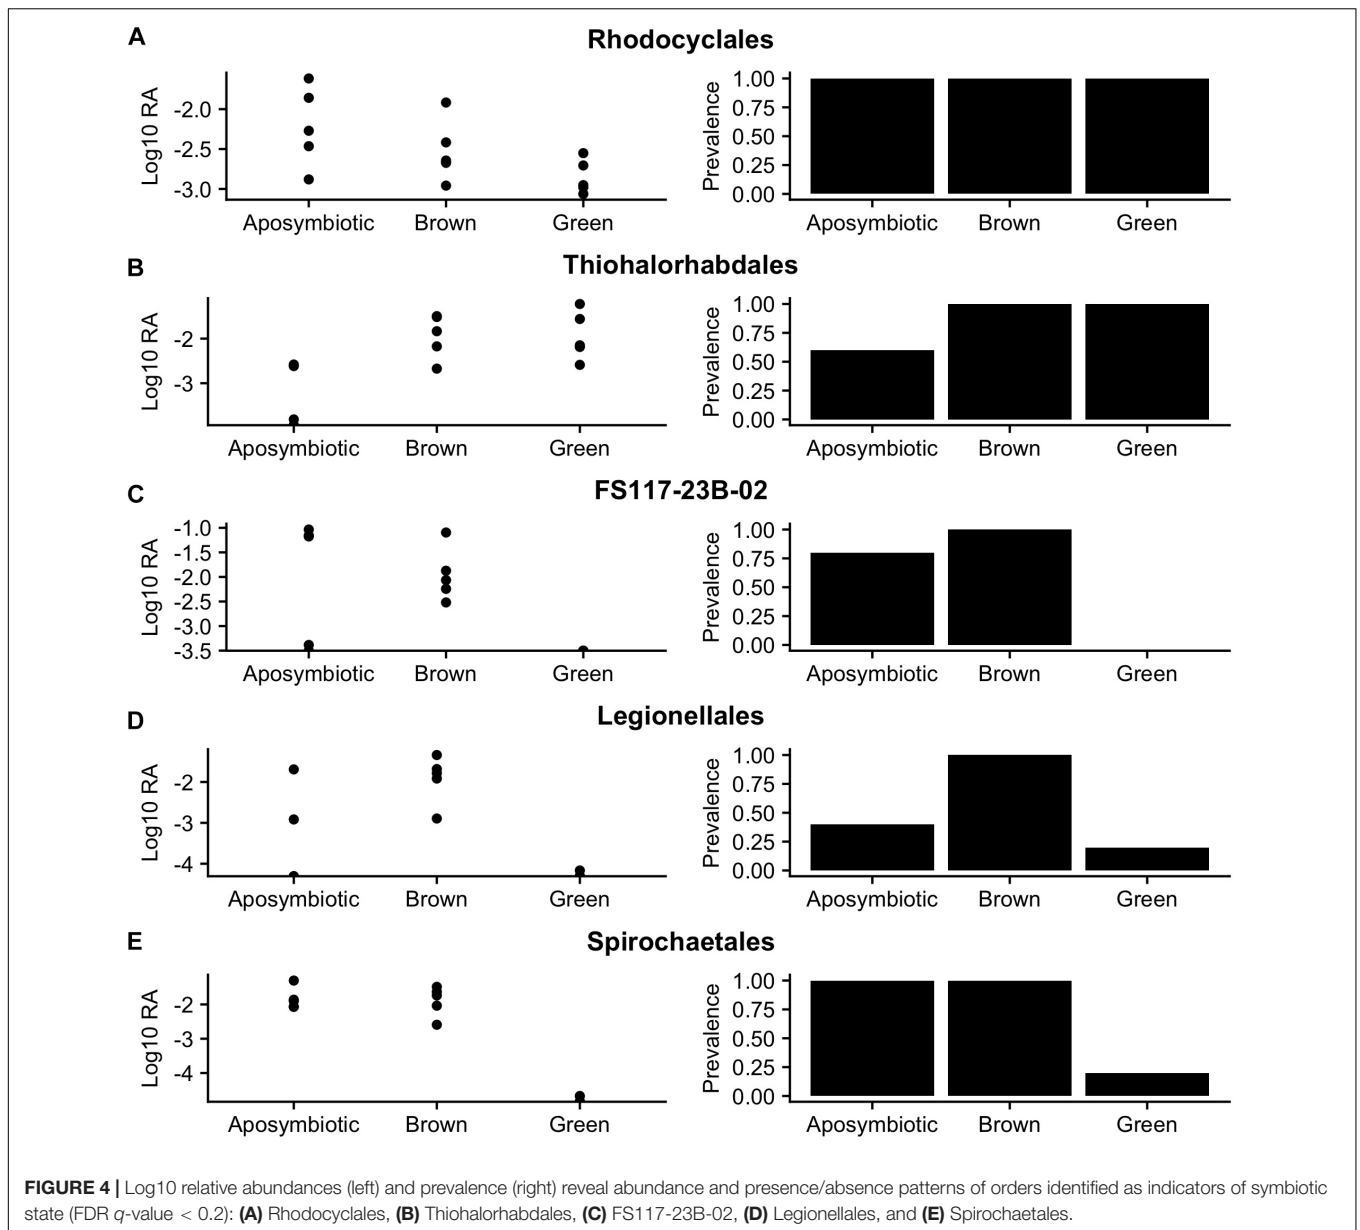 A
Rhodocyclales
Log10 RA
-2.0
-2.5
-3.0
Aposymbiotic Brown Green
Prevalence
1.00
0.75
0.50
0.25
0.00
Aposymbiotic Brown Green
B
Thiohalorhabdales
Log10 RA
-2
-3
Aposymbiotic Brown Green
Prevalence
1.00
0.75
0.50
0.25
0.00
Aposymbiotic Brown Green
C
FS117-23B-02
Log10 RA
-1.0
-1.5
-2.0
-2.5
-3.0
-3.5
Aposymbiotic Brown Green
Prevalence
1.00
0.75
0.50
0.25
0.00
Aposymbiotic Brown Green
D
Legionellales
Log10 RA
-2
-3
-4
Aposymbiotic Brown Green
Prevalence
1.00
0.75
0.50
0.25
0.00
Aposymbiotic Brown Green
E
Spirochaetales
Log10 RA
-2
-3
-4
Aposymbiotic Brown Green
Prevalence
1.00
0.75
0.50
0.25
0.00
Aposymbiotic Brown Green
FIGURE 4 | Log10 relative abundances (left) and prevalence (right) reveal abundance and presence/absence patterns of orders identified as indicators of symbiotic
state (FDR q-value < 0.2): (A) Rhodocyclales, (B) Thiohalorhabdales, (C) FS117-23B-02, (D) Legionellales, and (E) Spirochaetales.